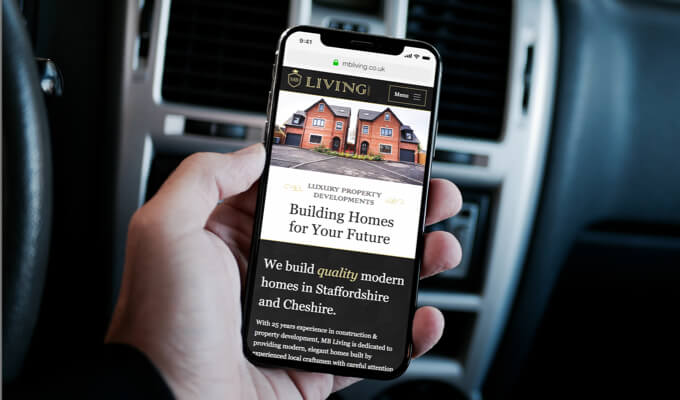 9:41
mbliving.co.uk
MB LIVING
Menu
LUXURY PROPERTY
DEVELOPMENTS
Building Homes
for Your Future
We build quality modern
homes in Staffordshire
and Cheshire.
With 25 years experience in construction &
property development, MB Living is dedicated to
providing modern, elegant homes built by
experienced local craftsmen with careful attention